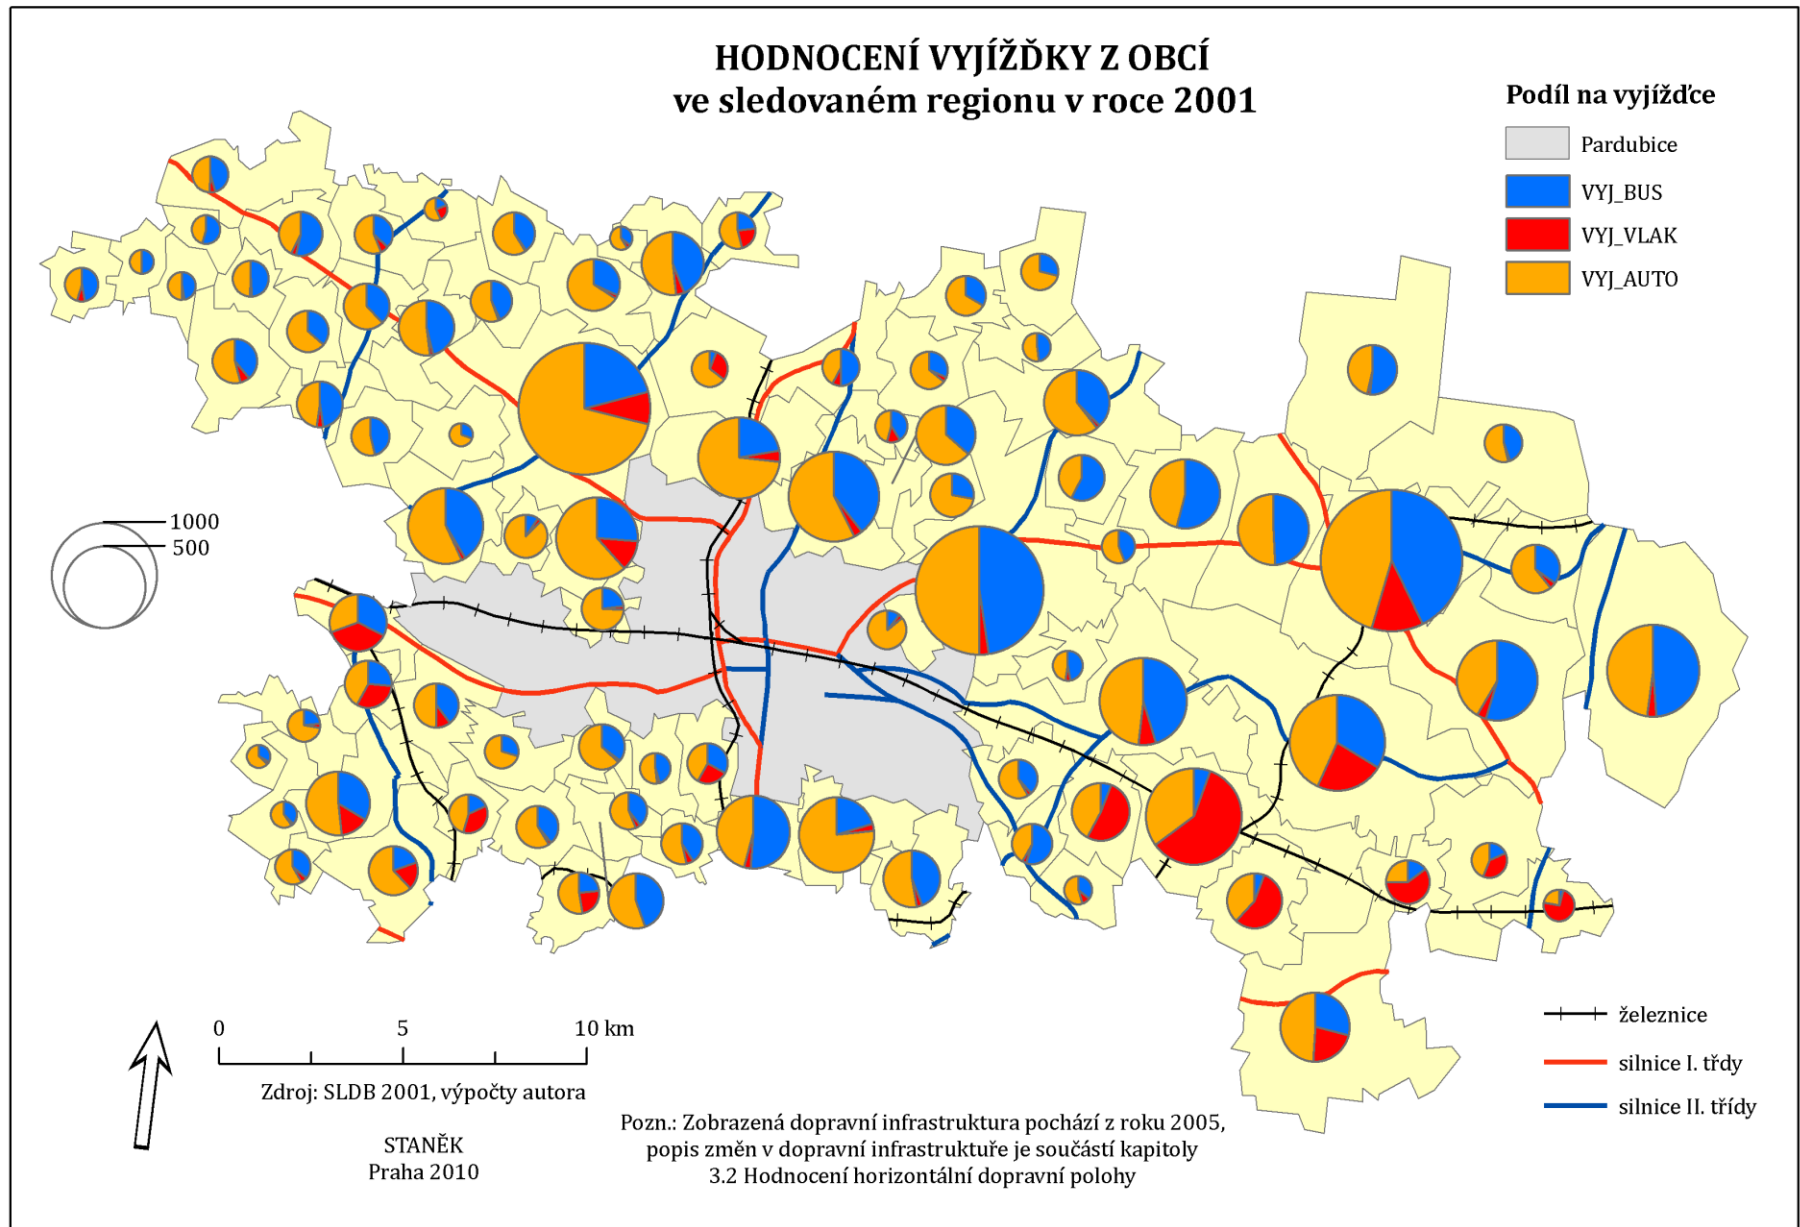 HODNOCENÍ VYJÍŽĎKY Z OBCÍ
ve sledovaném regionu v roce 2001
Podíl na vyjížďce
Pardubice
VYJ_BUS
VYJ_VLAK
VYJ_AUTO
1000
500
0 5 10 km
Zdroj: SLDB 2001, výpočty autora
STANĚK
Praha 2010
Pozn.: Zobrazená dopravní infrastruktura pochází z roku 2005,
popis změn v dopravní infrastruktuře je součástí kapitoly
3.2 Hodnocení horizontální dopravní polohy
železnice
silnice I. třdy
silnice II. třídy